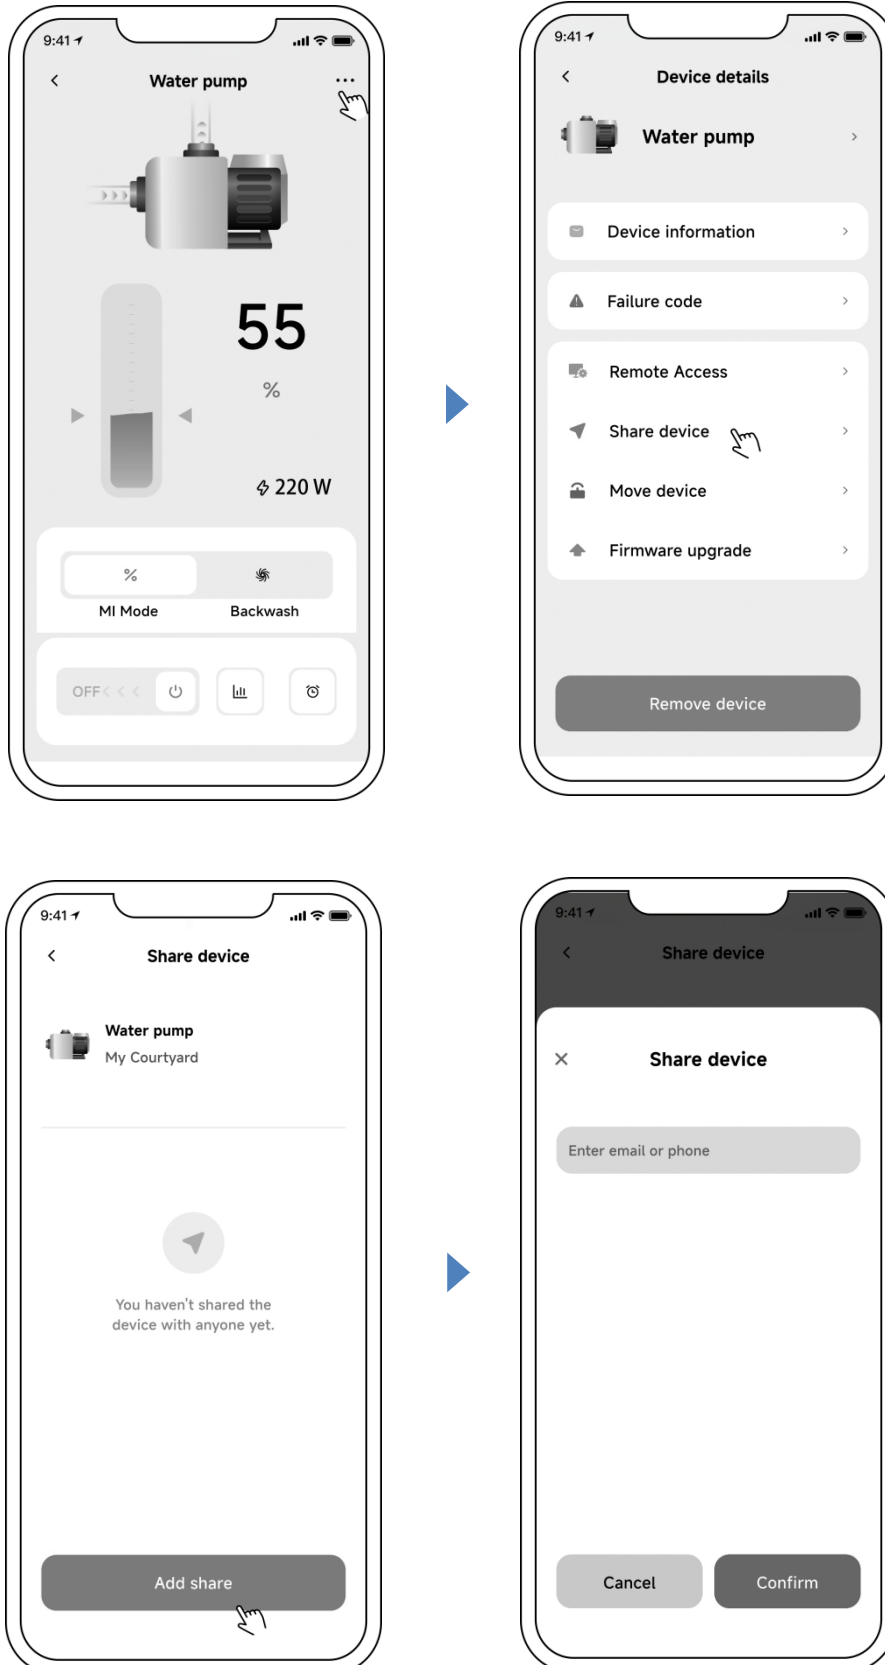 9:41
Water pump
55
%
220 W
%
MI Mode
Backwash
OFF
9:41
Device details
Water pump
Device information
Failure code
Remote Access
Share device
Move device
Firmware upgrade
Remove device
9:41
Share device
Water pump
My Courtyard
You haven't shared the
device with anyone yet.
Add share
9:41
Share device
Share device
Enter email or phone
Cancel
Confirm